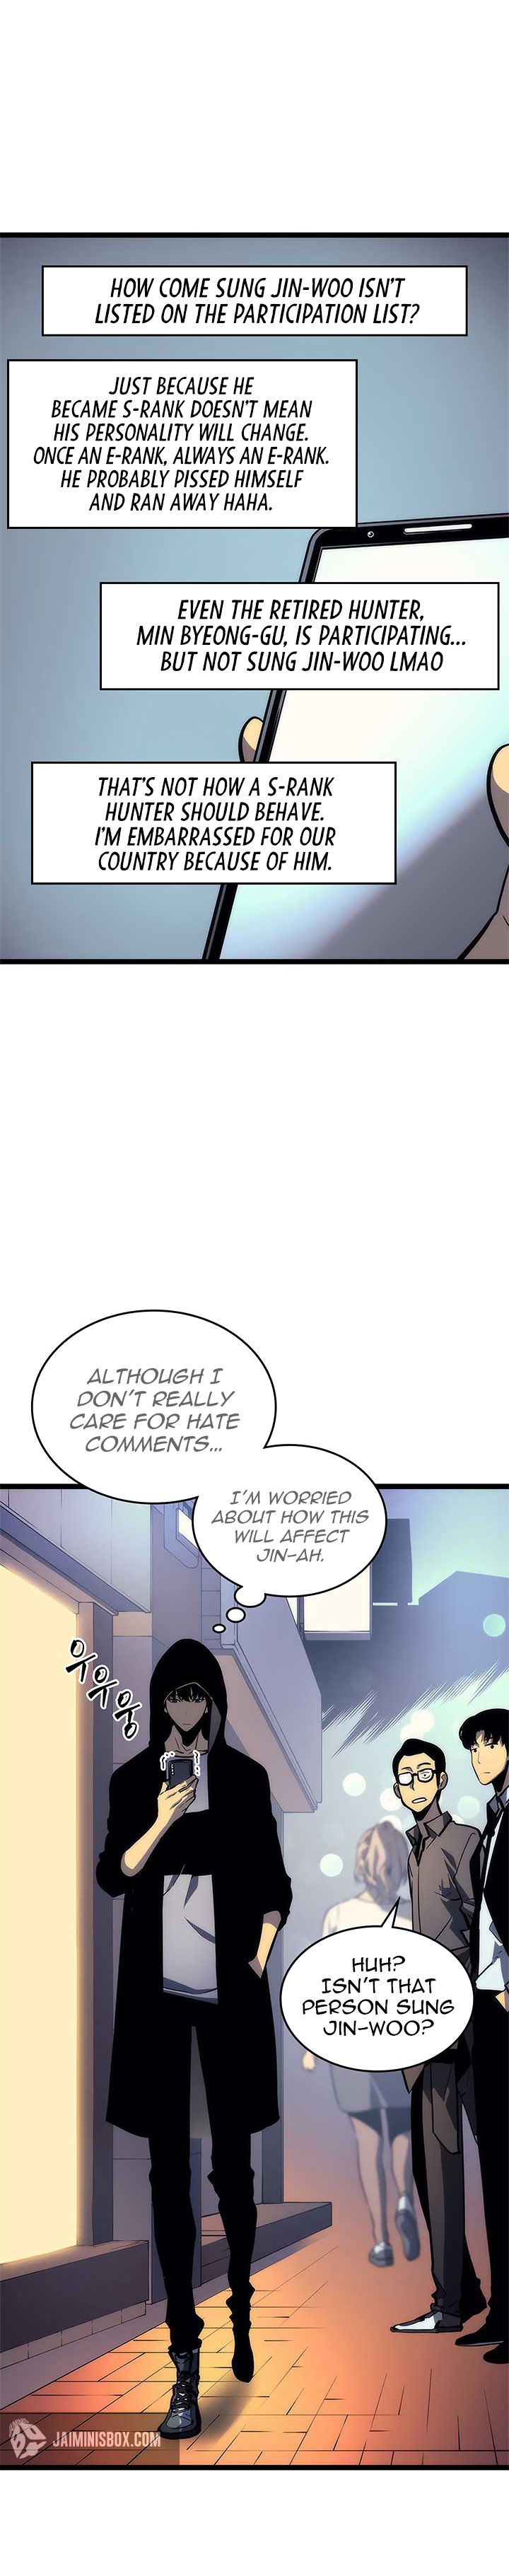 HOW COME SUNG JIN-WOO ISN'T
LISTED ON THE PARTICIPATION LIST?
JUST BECAUSE HE
BECAME S-RANK DOESN'T MEAN
HIS PERSONALITY WILL CHANGE.
ONCE AN E-RANK, ALWAYS AN E-RANK.
HE PROBABLY PISSED HIMSELF
AND RAN AWAY HAHA.
EVEN THE RETIRED HUNTER,
MIN BYEONG-GU, IS PARTICIPATING...
BUT NOT SUNG JIN-WOO LMAO
THAT'S NOT HOW A S-RANK
HUNTER SHOULD BEHAVE.
I'M EMBARRASSED FOR OUR
COUNTRY BECAUSE OF HIM.
ALTHOUGH I
DON'T REALLY
CARE FOR HATE
COMMENTS...
I'M WORRIED
ABOUT HOW THIS
WILL AFFECT
JIN-AH.
우우웅
HUH?
ISN'T THAT
PERSON SUNG
JIN-WOO?
JAIMINISBOX.COM